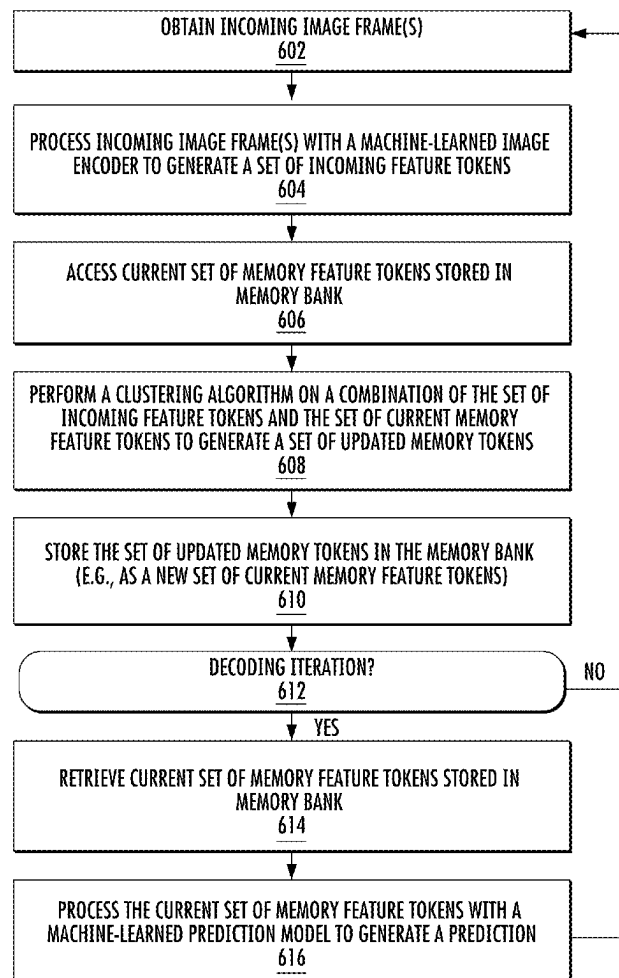 OBTAIN INCOMING IMAGE FRAME(S)
602
PROCESS INCOMING IMAGE FRAME(S) WITH A MACHINE-LEARNED IMAGE
ENCODER TO GENERATE A SET OF INCOMING FEATURE TOKENS
604
ACCESS CURRENT SET OF MEMORY FEATURE TOKENS STORED IN
MEMORY BANK
606
PERFORM A CLUSTERING ALGORITHM ON A COMBINATION OF THE SET OF
INCOMING FEATURE TOKENS AND THE SET OF CURRENT MEMORY
FEATURE TOKENS TO GENERATE A SET OF UPDATED MEMORY TOKENS
608
STORE THE SET OF UPDATED MEMORY TOKENS IN THE MEMORY BANK
(E.G., AS A NEW SET OF CURRENT MEMORY FEATURE TOKENS)
610
DECODING ITERATION?
612
NO
YES
RETRIEVE CURRENT SET OF MEMORY FEATURE TOKENS STORED IN
MEMORY BANK
614
PROCESS THE CURRENT SET OF MEMORY FEATURE TOKENS WITH A
MACHINE-LEARNED PREDICTION MODEL TO GENERATE A PREDICTION
616